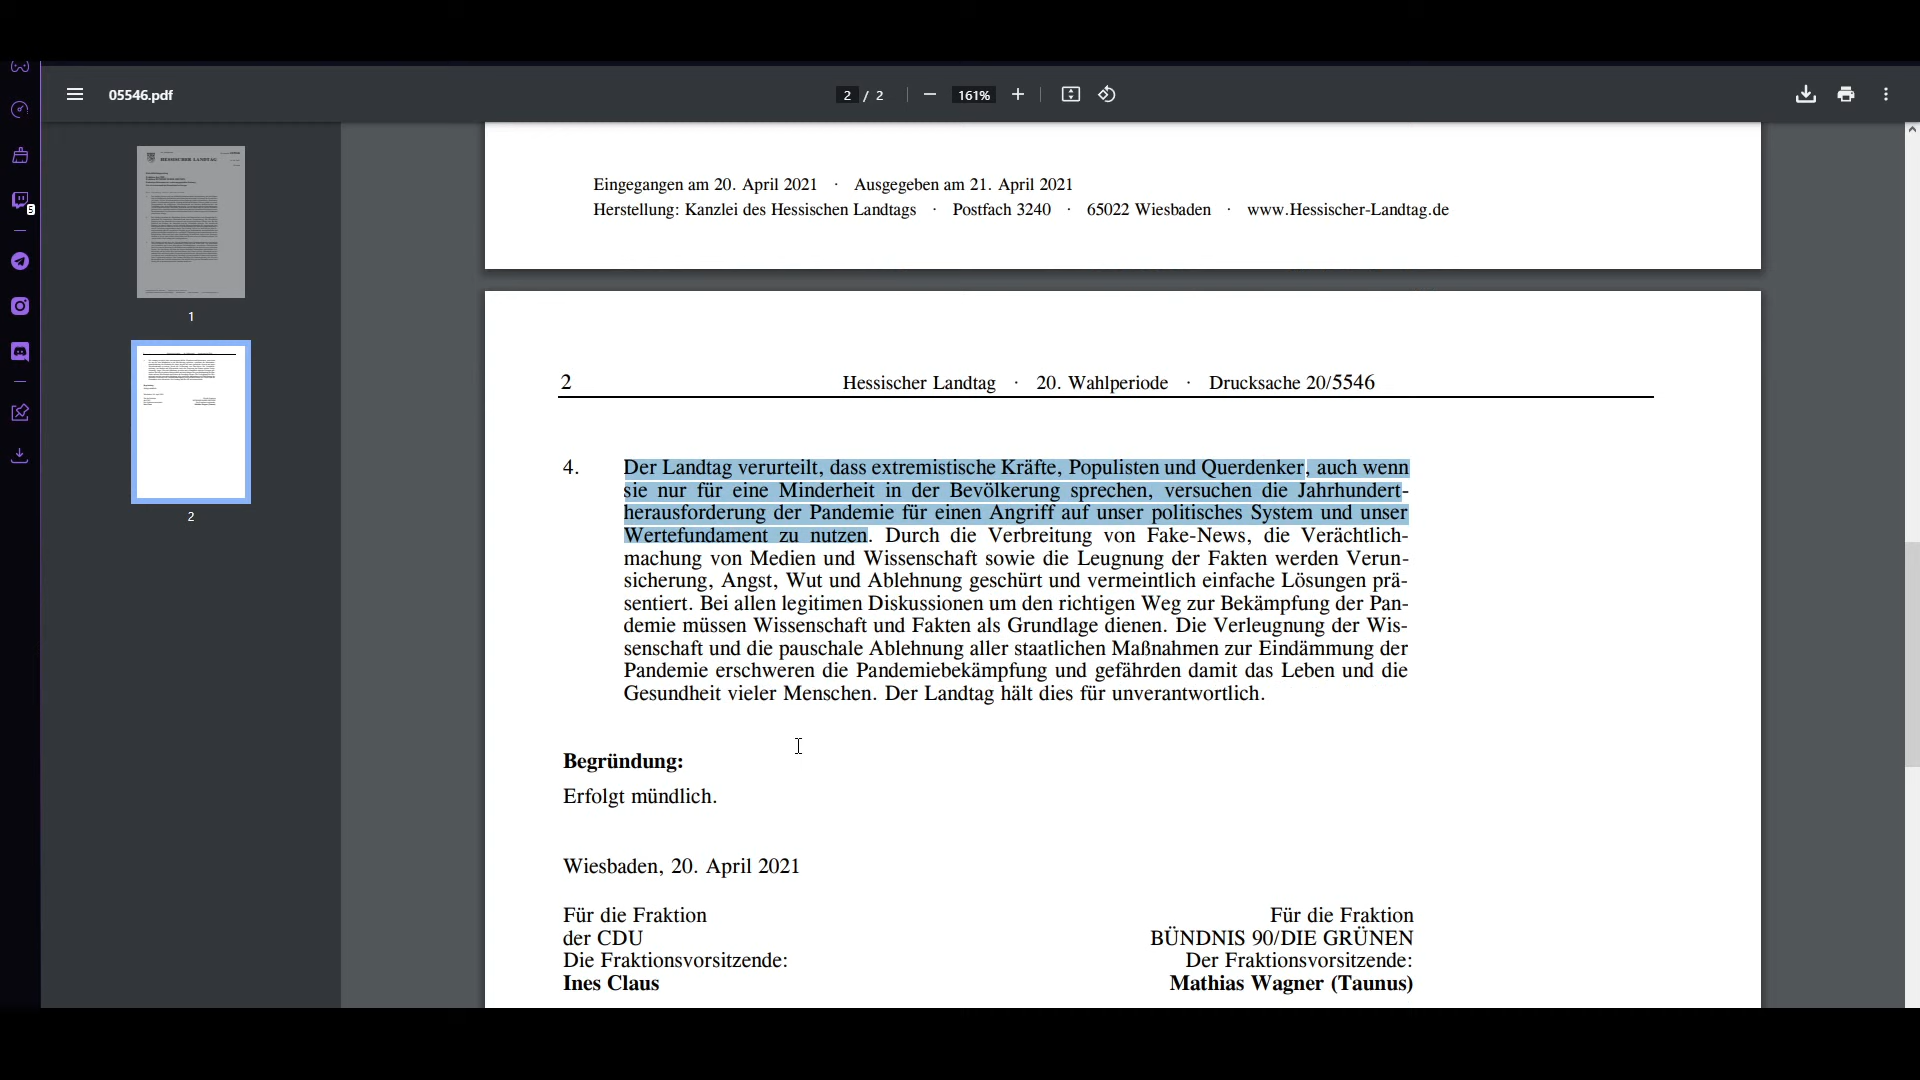 05546.pdf
2 / 2
161%
5
1
2
Eingegangen am 20. April 2021 · Ausgegeben am 21. April 2021
Herstellung: Kanzlei des Hessischen Landtags · Postfach 3240 · 65022 Wiesbaden · www.Hessischer-Landtag.de
2 Hessischer Landtag · 20. Wahlperiode · Drucksache 20/5546
4. Der Landtag verurteilt, dass extremistische Kräfte, Populisten und Querdenker, auch wenn
sie nur für eine Minderheit in der Bevölkerung sprechen, versuchen die Jahrhundert-
herausforderung der Pandemie für einen Angriff auf unser politisches System und unser
Wertefundament zu nutzen. Durch die Verbreitung von Fake-News, die Verächtlich-
machung von Medien und Wissenschaft sowie die Leugnung der Fakten werden Verun-
sicherung, Angst, Wut und Ablehnung geschürt und vermeintlich einfache Lösungen prä-
sentiert. Bei allen legitimen Diskussionen um den richtigen Weg zur Bekämpfung der Pan-
demie müssen Wissenschaft und Fakten als Grundlage dienen. Die Verleugnung der Wis-
senschaft und die pauschale Ablehnung aller staatlichen Maßnahmen zur Eindämmung der
Pandemie erschweren die Pandemiebekämpfung und gefährden damit das Leben und die
Gesundheit vieler Menschen. Der Landtag hält dies für unverantwortlich.
Begründung:
Erfolgt mündlich.
Wiesbaden, 20. April 2021
Für die Fraktion
der CDU
Die Fraktionsvorsitzende:
Ines Claus
Für die Fraktion
BÜNDNIS 90/DIE GRÜNEN
Der Fraktionsvorsitzende:
Mathias Wagner (Taunus)